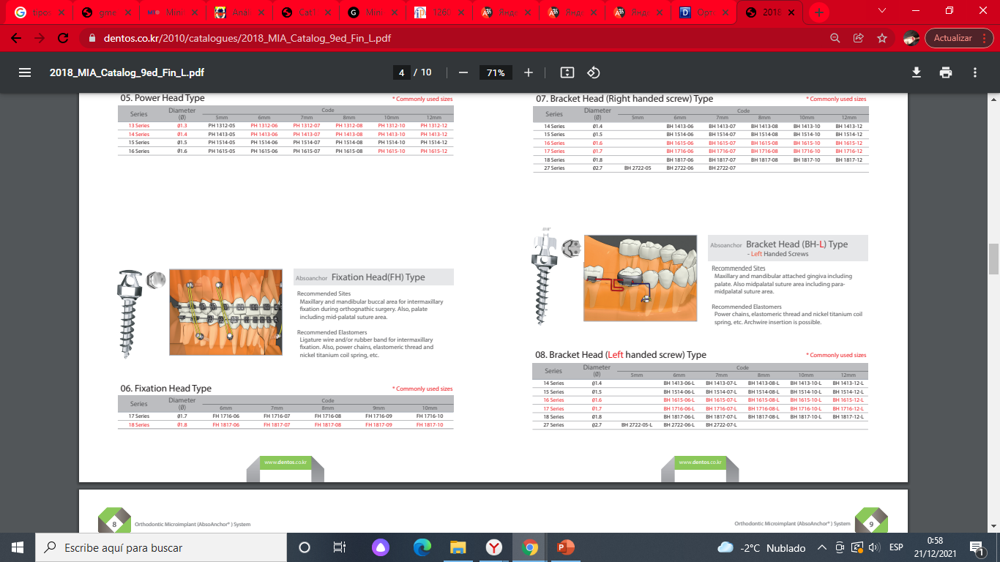 tipos
gme
Mini
Anái
Cat1
Mini
1260
Янде
Янде
Янде
Орто
2018
dentos.co.kr/2010/catalogues/2018_MIA_Catalog_9ed_Fin_L.pdf
Actualizar
2018_MIA_Catalog_9ed_Fin_L.pdf
4 / 10
71%
05. Power Head Type
* Commonly used sizes
Series Diameter (Ø) Code
5mm 6mm 7mm 8mm 10mm 12mm
13 Series Ø1.3 PH 1312-05 PH 1312-06 PH 1312-07 PH 1312-08 PH 1312-10 PH 1312-12
14 Series Ø1.4 PH 1413-05 PH 1413-06 PH 1413-07 PH 1413-08 PH 1413-10 PH 1413-12
15 Series Ø1.5 PH 1514-05 PH 1514-06 PH 1514-07 PH 1514-08 PH 1514-10 PH 1514-12
16 Series Ø1.6 PH 1615-05 PH 1615-06 PH 1615-07 PH 1615-08 PH 1615-10 PH 1615-12
Absoanchor Fixation Head(FH) Type
Recommended Sites
Maxillary and mandibular buccal area for intermaxillary
fixation during orthognathic surgery. Also, palate
including mid-palatal suture area.
Recommended Elastomers
Ligature wire and/or rubber band for intermaxillary
fixation. Also, power chains, elastomeric thread and
nickel titanium coil spring, etc.
06. Fixation Head Type
* Commonly used sizes
Series Diameter (Ø) Code
6mm 7mm 8mm 9mm 10mm
17 Series Ø1.7 FH 1716-06 FH 1716-07 FH 1716-08 FH 1716-09 FH 1716-10
18 Series Ø1.8 FH 1817-06 FH 1817-07 FH 1817-08 FH 1817-09 FH 1817-10
www.dentos.co.kr
07. Bracket Head (Right handed screw) Type
* Commonly used sizes
Series Diameter (Ø) Code
5mm 6mm 7mm 8mm 10mm 12mm
14 Series Ø1.4 BH 1413-06 BH 1413-07 BH 1413-08 BH 1413-10 BH 1413-12
15 Series Ø1.5 BH 1514-06 BH 1514-07 BH 1514-08 BH 1514-10 BH 1514-12
16 Series Ø1.6 BH 1615-06 BH 1615-07 BH 1615-08 BH 1615-10 BH 1615-12
17 Series Ø1.7 BH 1716-06 BH 1716-07 BH 1716-08 BH 1716-10 BH 1716-12
18 Series Ø1.8 BH 1817-06 BH 1817-07 BH 1817-08 BH 1817-10 BH 1817-12
27 Series Ø2.7 BH 2722-05 BH 2722-06 BH 2722-07
.018"
Absoanchor Bracket Head (BH-L) Type
- Left Handed Screws
Recommended Sites
Maxillary and mandibular attached gingiva including
palate. Also midpalatal suture area including para-
midpalatal suture area.
Recommended Elastomers
Power chains, elastomeric thread and nickel titanium coil
spring, etc. Archwire insertion is possible.
08. Bracket Head (Left handed screw) Type
* Commonly used sizes
Series Diameter (Ø) Code
5mm 6mm 7mm 8mm 10mm 12mm
14 Series Ø1.4 BH 1413-06-L BH 1413-07-L BH 1413-08-L BH 1413-10-L BH 1413-12-L
15 Series Ø1.5 BH 1514-06-L BH 1514-07-L BH 1514-08-L BH 1514-10-L BH 1514-12-L
16 Series Ø1.6 BH 1615-06-L BH 1615-07-L BH 1615-08-L BH 1615-10-L BH 1615-12-L
17 Series Ø1.7 BH 1716-06-L BH 1716-07-L BH 1716-08-L BH 1716-10-L BH 1716-12-L
18 Series Ø1.8 BH 1817-06-L BH 1817-07-L BH 1817-08-L BH 1817-10-L BH 1817-12-L
27 Series Ø2.7 BH 2722-05-L BH 2722-06-L BH 2722-07-L
www.dentos.co.kr
8 Orthodontic Microimplant (AbsoAnchor®) System
Orthodontic Microimplant (AbsoAnchor®) System 9
Escribe aquí para buscar
-2°C Nublado
ESP
0:58
21/12/2021
1